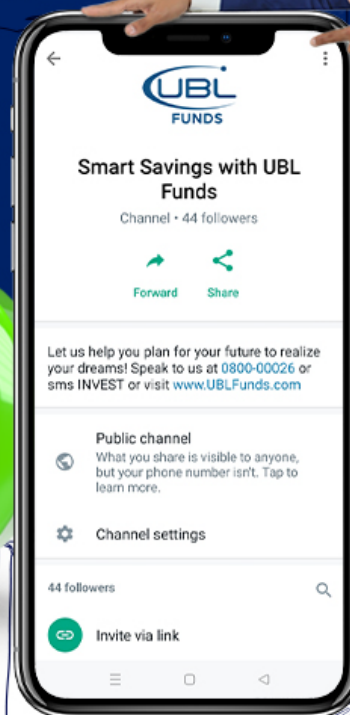 UBL
FUNDS
Smart Savings with UBL
Funds
Channel • 44 followers
Forward Share
Let us help you plan for your future to realize
your dreams! Speak to us at 0800-00026 or
sms INVEST or visit www.UBLFunds.com
Public channel
What you share is visible to anyone,
but your phone number isn't. Tap to
learn more.
Channel settings
44 followers
Invite via link